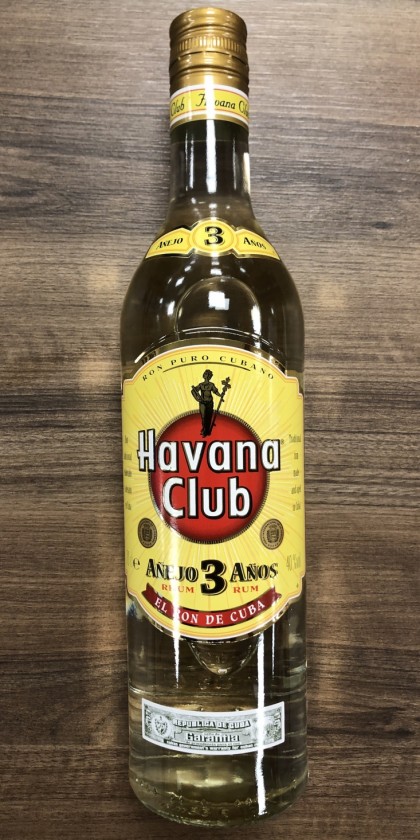 Club Havana Cl
AÑEJO 3 AÑOS
RON PURO CUBANO
Havana
Club
AÑEJO 3 AÑOS
RHUM RUM
EL RON DE CUBA
REPUBLICA DE CUBA
Garantia